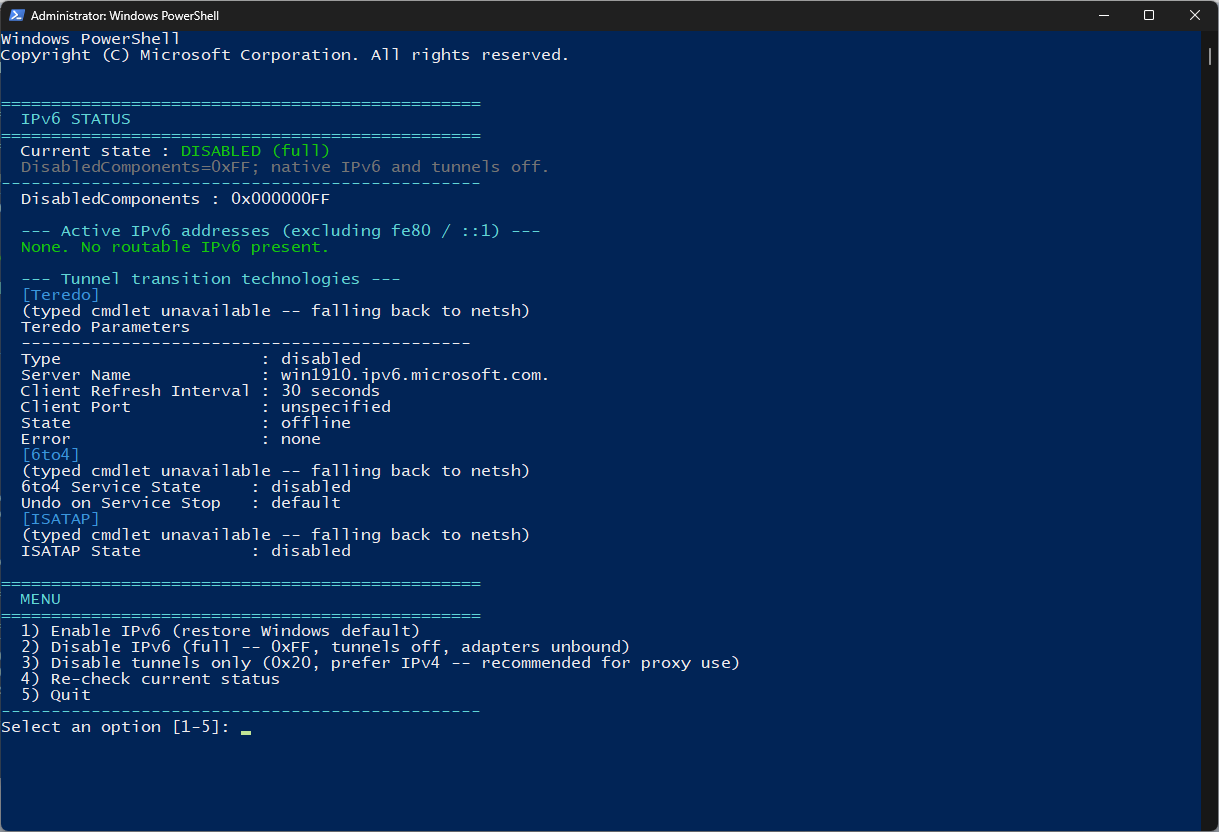 Administrator: Windows PowerShell
Windows PowerShell
Copyright (C) Microsoft Corporation. All rights reserved.
================================================
  IPv6 STATUS
================================================
  Current state : DISABLED (full)
  DisabledComponents=0xFF; native IPv6 and tunnels off.
------------------------------------------------
  DisabledComponents : 0x000000FF
  --- Active IPv6 addresses (excluding fe80 / ::1) ---
  None. No routable IPv6 present.
  --- Tunnel transition technologies ---
  [Teredo]
  (typed cmdlet unavailable -- falling back to netsh)
  Teredo Parameters
  ---------------------------------------------
  Type                    : disabled
  Server Name             : win1910.ipv6.microsoft.com.
  Client Refresh Interval : 30 seconds
  Client Port             : unspecified
  State                   : offline
  Error                   : none
  [6to4]
  (typed cmdlet unavailable -- falling back to netsh)
  6to4 Service State     : disabled
  Undo on Service Stop   : default
  [ISATAP]
  (typed cmdlet unavailable -- falling back to netsh)
  ISATAP State           : disabled
================================================
  MENU
================================================
  1) Enable IPv6 (restore Windows default)
  2) Disable IPv6 (full -- 0xFF, tunnels off, adapters unbound)
  3) Disable tunnels only (0x20, prefer IPv4 -- recommended for proxy use)
  4) Re-check current status
  5) Quit
------------------------------------------------
Select an option [1-5]: _